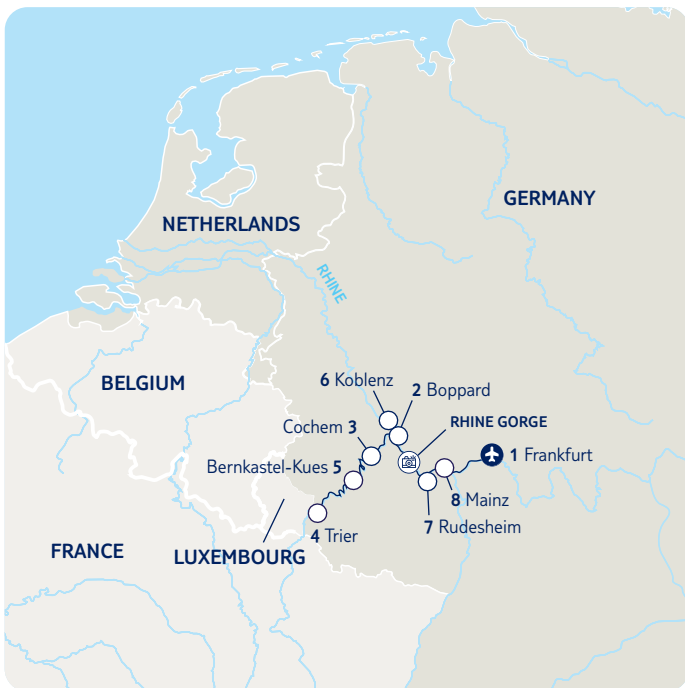 GERMANY
NETHERLANDS
RHINE
6 Koblenz
BELGIUM
2 Boppard
Cochem 3
RHINE GORGE
1 Frankfurt
Bernkastel-Kues 5
8 Mainz
7 Rudesheim
4 Trier
FRANCE
LUXEMBOURG